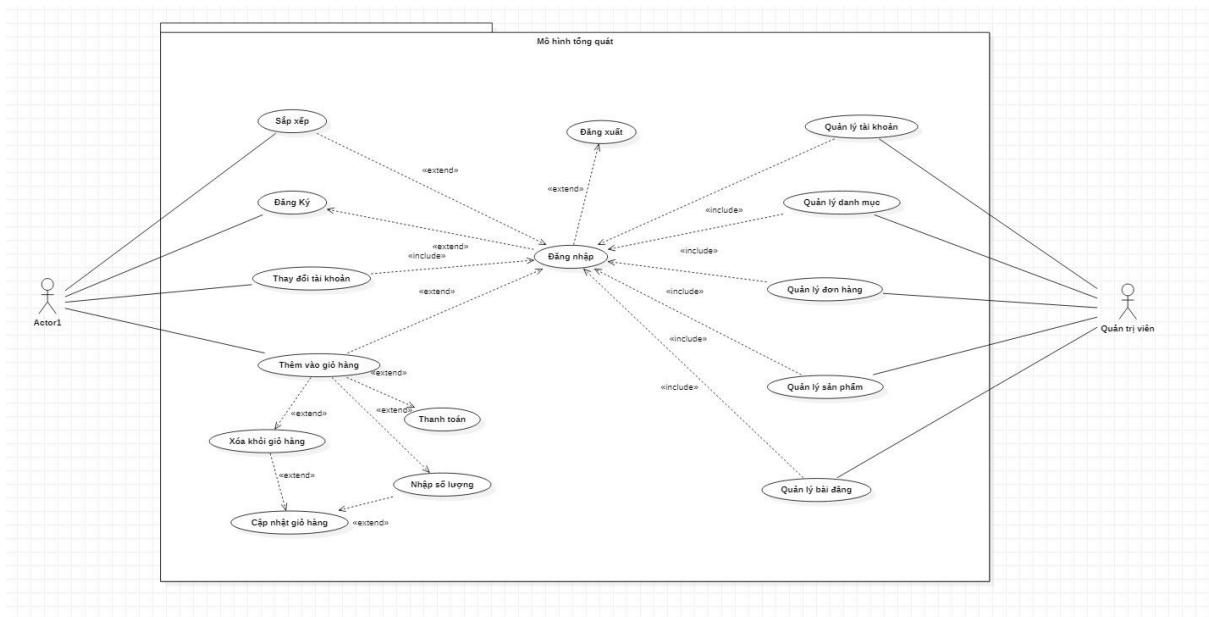 Mô hình tổng quát
Sắp xếp
Đăng xuất
Quản lý tài khoản
«extend»
«extend»
Đăng Ký
Quản lý danh mục
«include»
«extend»
«include»
«include»
Đăng nhập
Thay đổi tài khoản
«extend»
Quản lý đơn hàng
«include»
Actor1
Quản trị viên
«include»
Thêm vào giỏ hàng
«extend»
«include»
Quản lý sản phẩm
«extend»
«extend»
Thanh toán
Xóa khỏi giỏ hàng
«extend»
Nhập số lượng
Quản lý bài đăng
Cập nhật giỏ hàng
«extend»